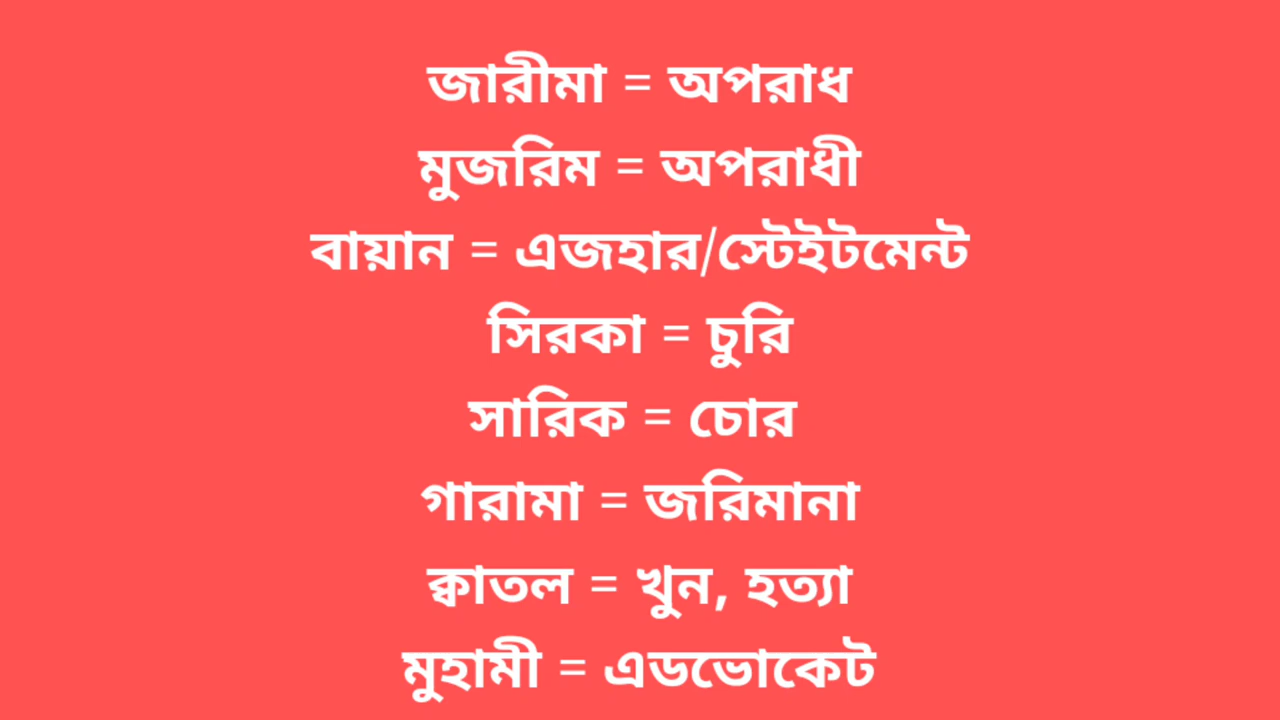 জারীমা = অপরাধ
মুজরিম = অপরাধী
বায়ান = এজহার/স্টেইটমেন্ট
সিরকা = চুরি
সারিক = চোর
গারামা = জরিমানা
ক্বাতল = খুন, হত্যা
মুহামী = এডভোকেট